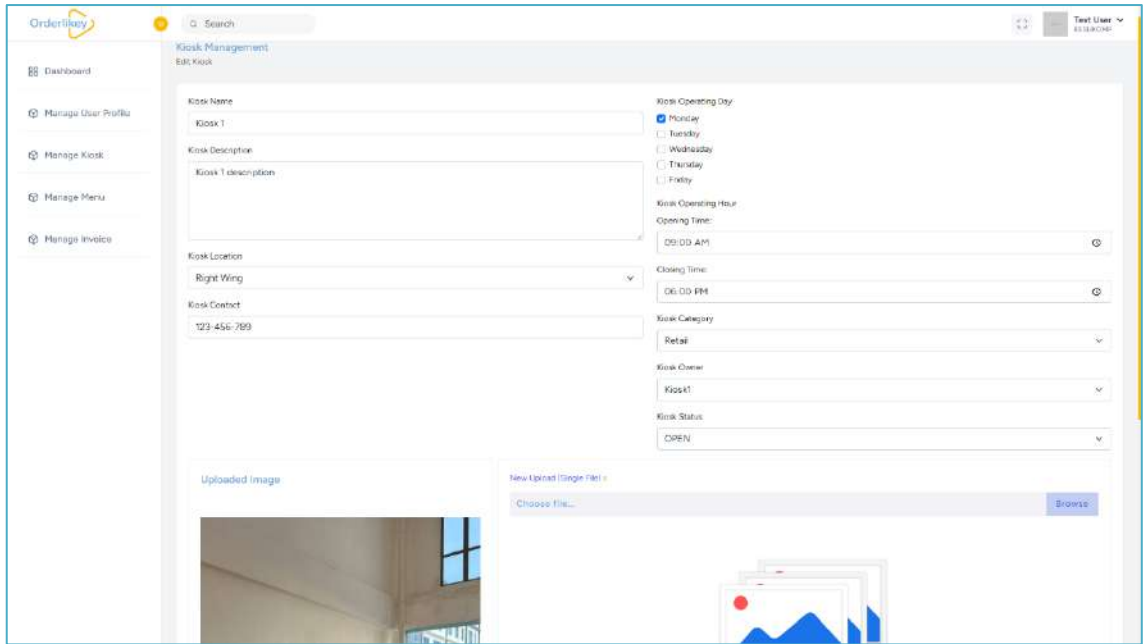 Orderlikey
Search
Test User
Kiosk Management
Edit Kiosk
Dashboard
Manage User Profile
Manage Kiosk
Manage Menu
Manage Invoice
Kiosk Name
Kiosk 1
Kiosk Description
Kiosk 1 description
Kiosk Location
Right Wing
Kiosk Contact
123-456-789
Kiosk Operating Day
Monday
Tuesday
Wednesday
Thursday
Friday
Kiosk Operating Hour
Opening Time:
09:00 AM
Closing Time:
06:00 PM
Kiosk Category
Retail
Kiosk Owner
Kiosk1
Kiosk Status
OPEN
Uploaded Image
New Upload (Single File) :
Choose file...
Browse